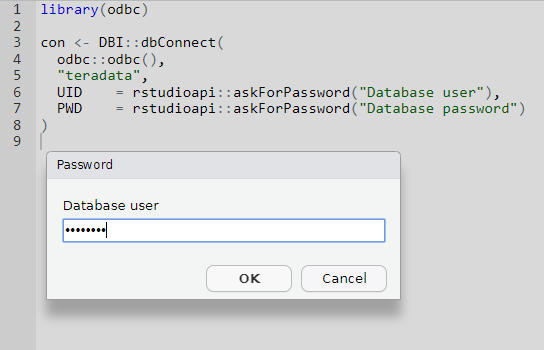 1 library(odbc)
2
3 con <- DBI::dbConnect(
4   odbc::odbc(),
5   "teradata",
6   UID    = rstudioapi::askForPassword("Database user"),
7   PWD    = rstudioapi::askForPassword("Database password")
8 )
9
Password
Database user
••••••••
OK Cancel